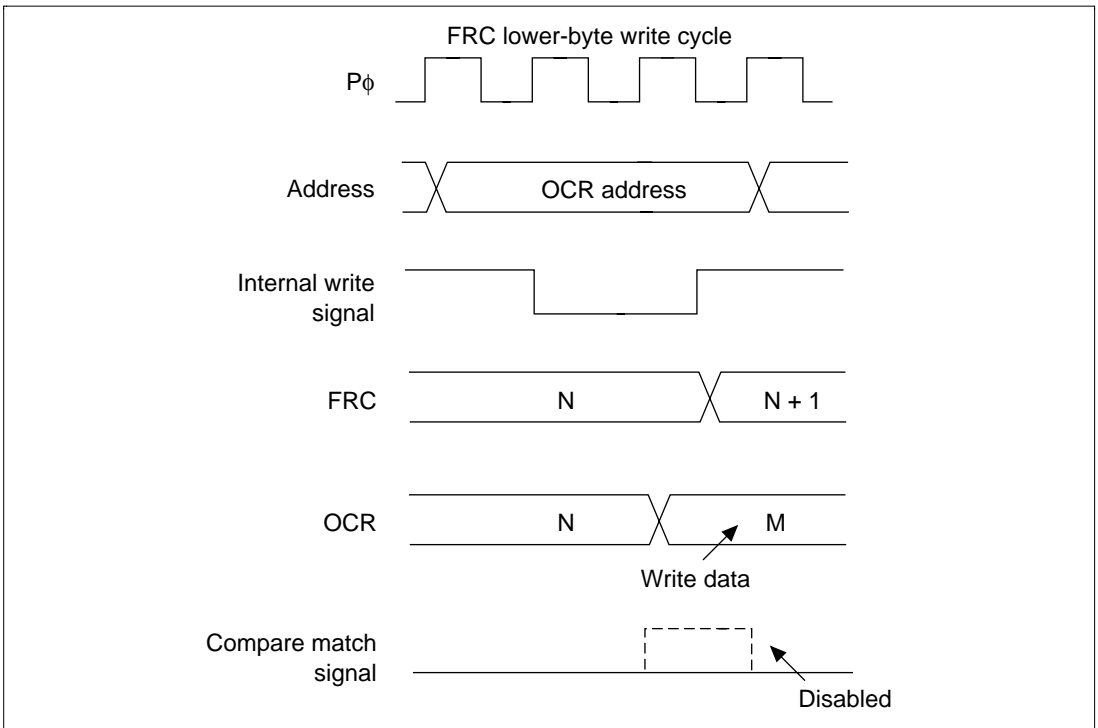 FRC lower-byte write cycle
Pϕ
Address
OCR address
Internal write
signal
FRC
N
N + 1
OCR
N
M
Write data
Compare match
signal
Disabled